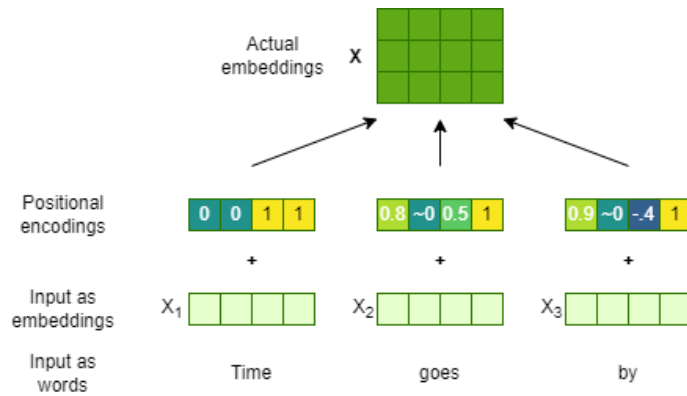 Actual
embeddings X
Positional
encodings
0 0 1 1
0.8 ~0 0.5 1
0.9 ~0 -.4 1
+ + +
Input as
embeddings
X1 X2 X3
Input as
words
Time goes by